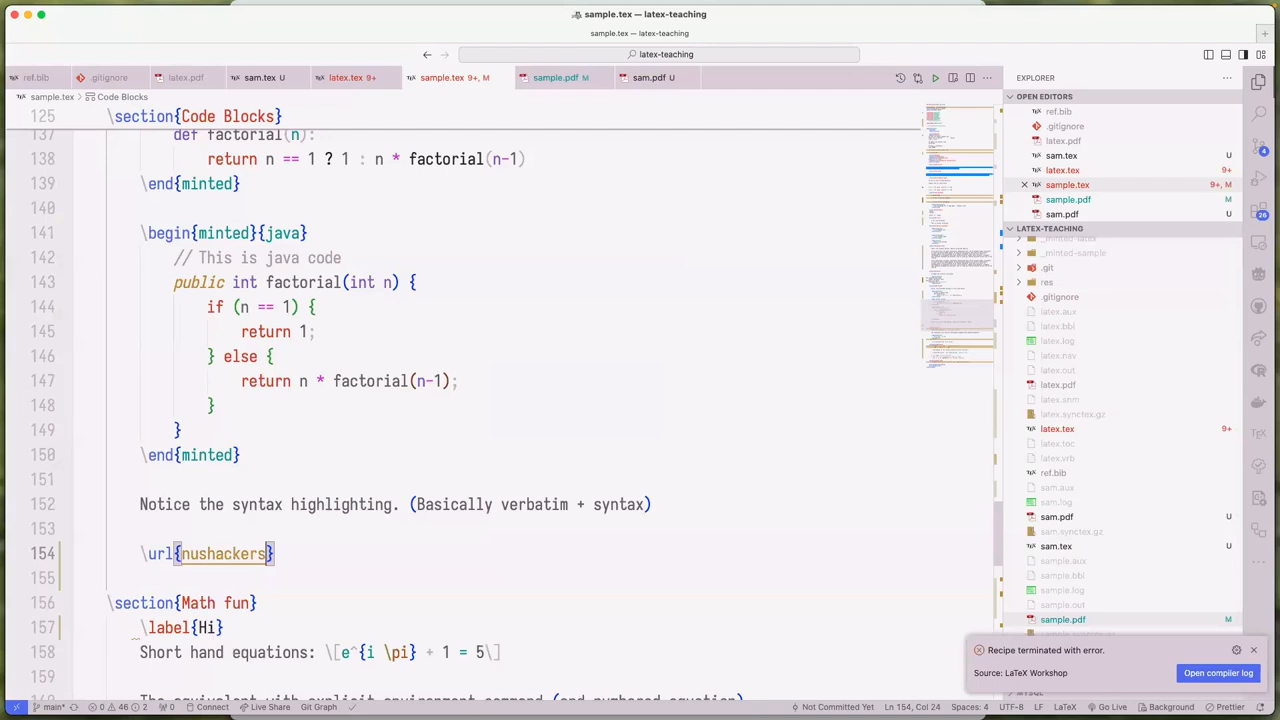 sample.tex — latex-teaching
sample.tex — latex-teaching
latex-teaching
ref.bib
.gitignore
latex.pdf
sam.tex U
latex.tex 9+
sample.tex 9+, M
sample.pdf M
sam.pdf U
sample.tex > Code Blocks
125 \section{Code Blocks}
137 def factorial(n):
138 return n == 1 ? 1 : n * factorial(n-1)
139 \end{minted}
140
141 \begin{minted}{java}
142 // This is java code
143 public int factorial(int n) {
144 if (n == 1) {
145 return 1;
146 } else {
147 return n * factorial(n-1);
148 }
149 }
150 \end{minted}
151
152 Notice the syntax highlighting. (Basically verbatim + syntax)
153
154 \url{nushackers}
155
156 \section{Math fun}
157 \label{Hi}
158 Short hand equations: \[e^{i \pi} + 1 = 5\]
159
The equivalent with explicit environment command (and numbered equation)
EXPLORER
OPEN EDITORS
ref.bib
.gitignore
latex.pdf
sam.tex U
latex.tex 9+
sample.tex 9+, M
sample.pdf M
sam.pdf U
LATEX-TEACHING
_minted-latex
_minted-sample
.git
res
.gitignore
latex.aux
latex.bbl
latex.log
latex.nav
latex.out
latex.pdf
latex.snm
latex.synctex.gz
latex.tex 9+
latex.toc
latex.vrb
ref.bib
sam.aux
sam.log
sam.pdf U
sam.synctex.gz
sam.tex U
sample.aux
sample.bbl
sample.log
sample.out
sample.pdf M
4
26
Recipe terminated with error.
Source: LaTeX Workshop
Open compiler log
main*
0 46 2
0
Connect
Live Share
Git Graph
Not Committed Yet
Ln 154, Col 24
Spaces: 4
UTF-8
LF
LaTeX
Go Live
Background
Prettier